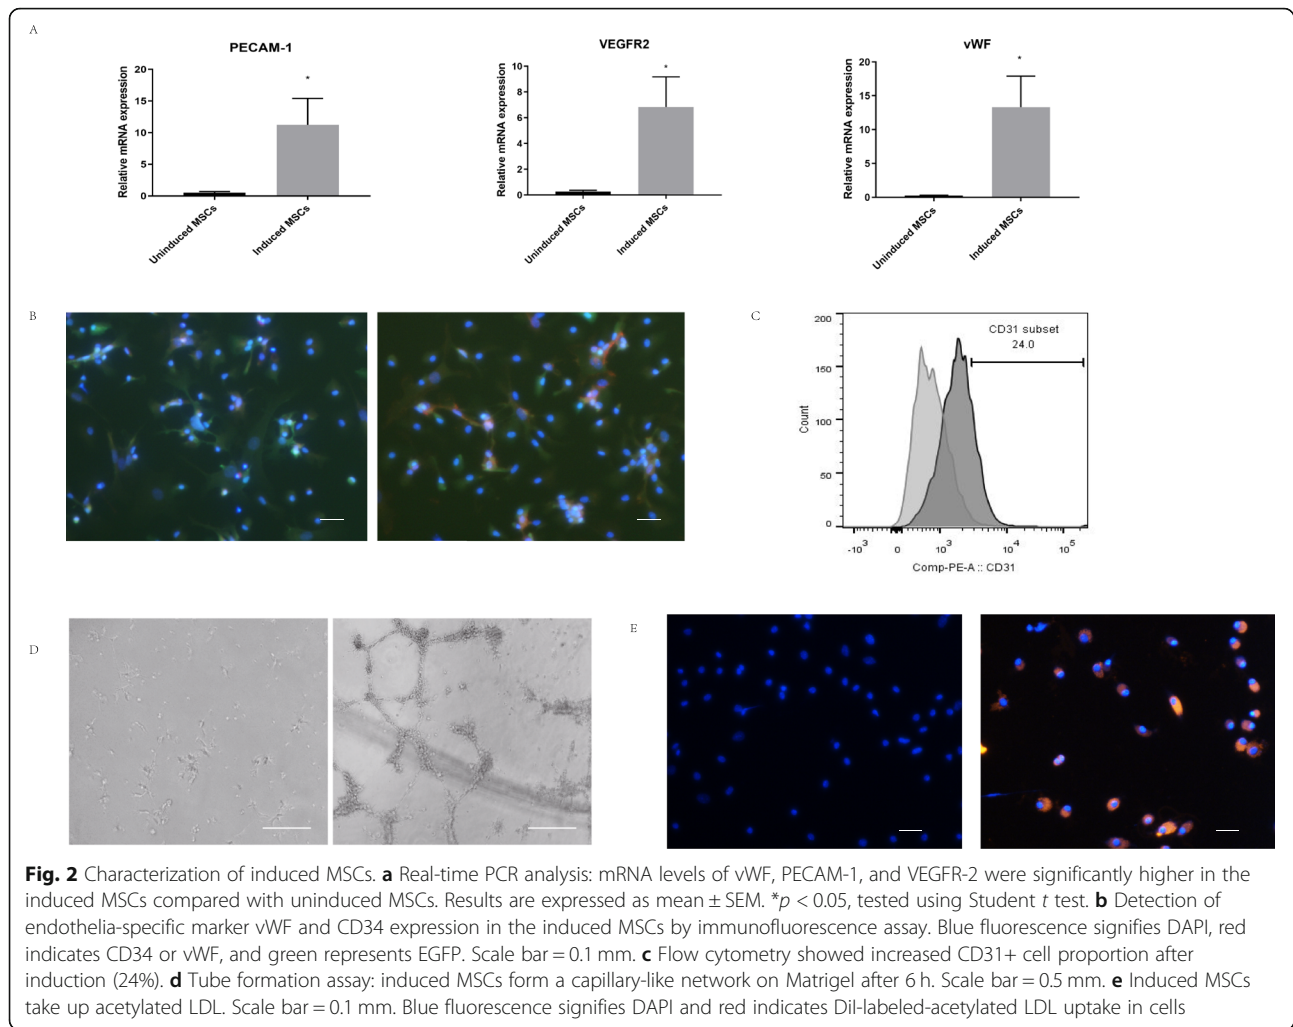 A
PECAM-1
Relative mRNA expression
20
15
10
5
0
*
Uninduced MSCs
Induced MSCs
VEGFR2
Relative mRNA expression
10
8
6
4
2
0
*
Uninduced MSCs
Induced MSCs
vWF
Relative mRNA expression
20
15
10
5
0
*
Uninduced MSCs
Induced MSCs
B
C
Count
200
150
100
50
0
CD31 subset
24.0
-10^3 0 10^3 10^4 10^5
Comp-PE-A :: CD31
D
E
Fig. 2 Characterization of induced MSCs. a Real-time PCR analysis: mRNA levels of vWF, PECAM-1, and VEGFR-2 were significantly higher in the
induced MSCs compared with uninduced MSCs. Results are expressed as mean ± SEM. *p < 0.05, tested using Student t test. b Detection of
endothelia-specific marker vWF and CD34 expression in the induced MSCs by immunofluorescence assay. Blue fluorescence signifies DAPI, red
indicates CD34 or vWF, and green represents EGFP. Scale bar = 0.1 mm. c Flow cytometry showed increased CD31+ cell proportion after
induction (24%). d Tube formation assay: induced MSCs form a capillary-like network on Matrigel after 6 h. Scale bar = 0.5 mm. e Induced MSCs
take up acetylated LDL. Scale bar = 0.1 mm. Blue fluorescence signifies DAPI and red indicates Dil-labeled-acetylated LDL uptake in cells